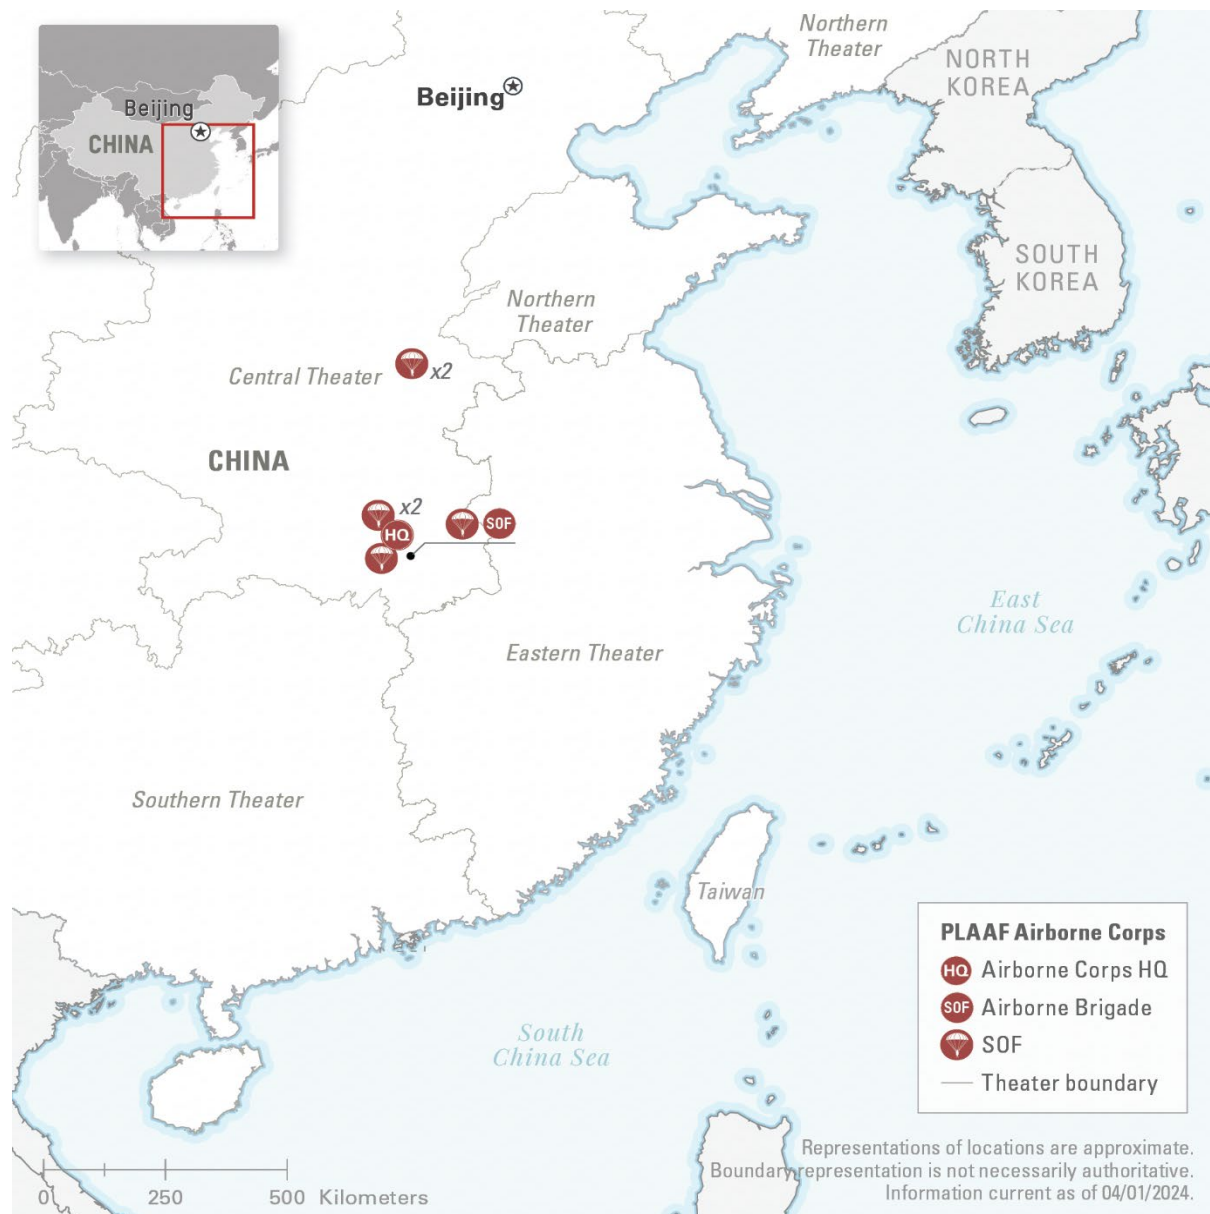 Beijing
CHINA
Beijing
Northern
Theater
NORTH
KOREA
SOUTH
KOREA
Northern
Theater
Central Theater
x2
CHINA
x2
HQ
SOF
East
China Sea
Eastern Theater
Southern Theater
Taiwan
South
China Sea
PLAAF Airborne Corps
HQ Airborne Corps HQ
SOF Airborne Brigade
SOF
Theater boundary
0 250 500 Kilometers
Representations of locations are approximate.
Boundary representation is not necessarily authoritative.
Information current as of 04/01/2024.